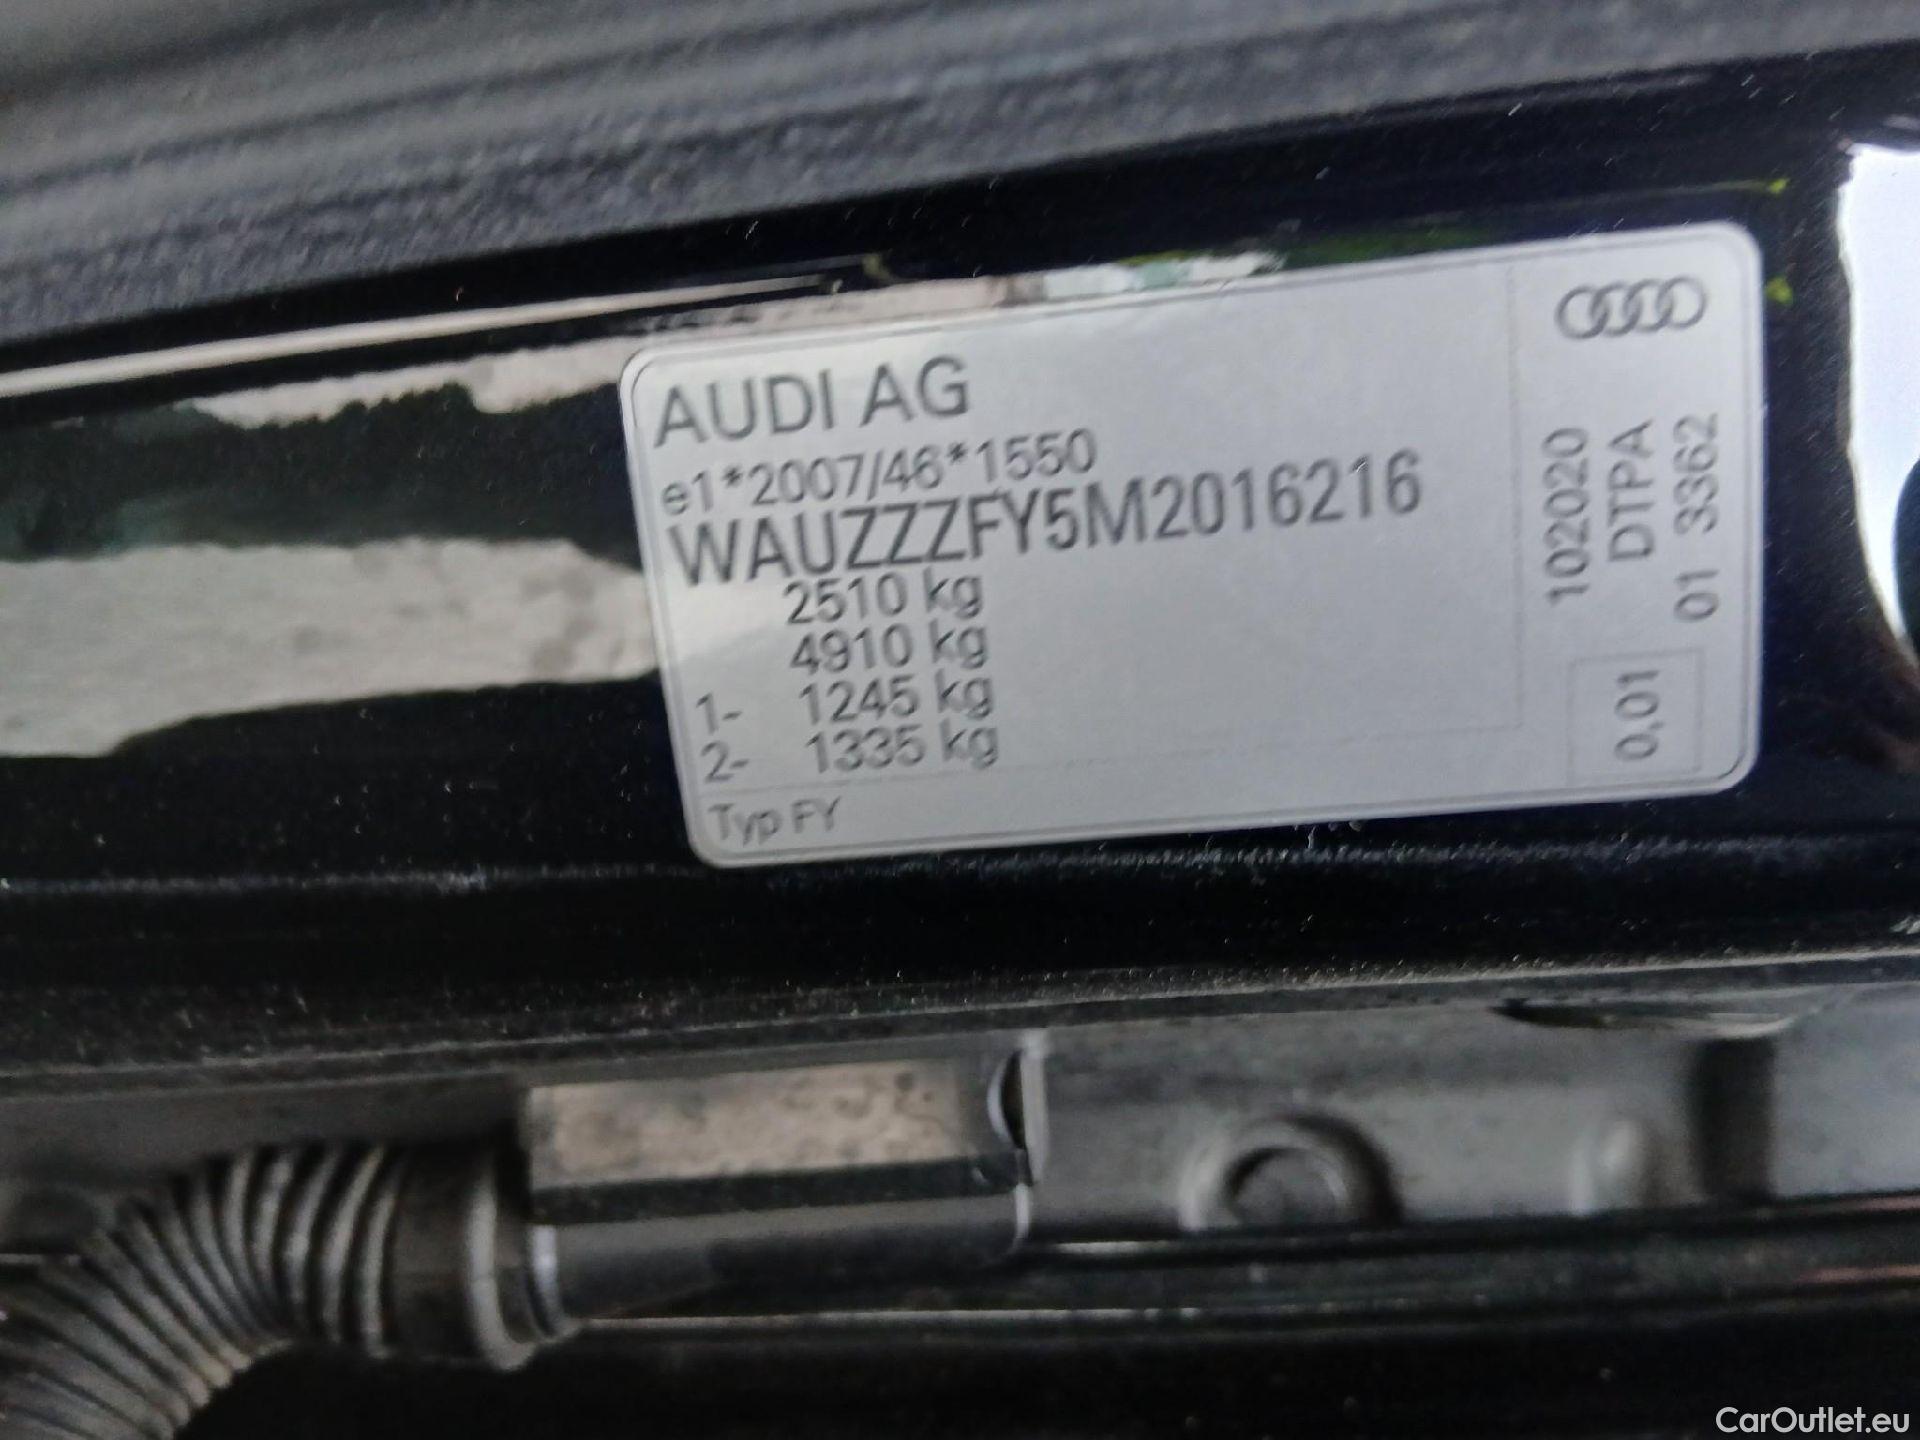 AUDI AG
e1*2007/46*1550
WAUZZZFY5M2016216
2510 kg
4910 kg
1- 1245 kg
2- 1335 kg
Typ FY
102020
DTPA
01 3362
0,01
CarOutlet.eu